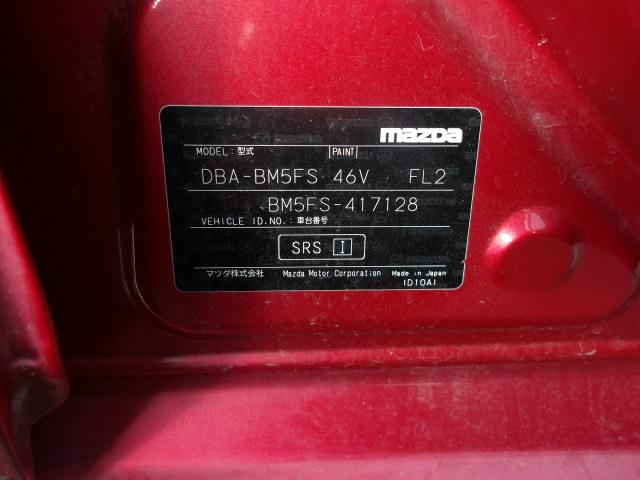 mazda
MODEL:型式 PAINT
DBA-BM5FS 46V FL2
BM5FS-417128
VEHICLE ID.NO.:車台番号
SRS I
マツダ株式会社 Mazda Motor Corporation Made in Japan
(D10A)